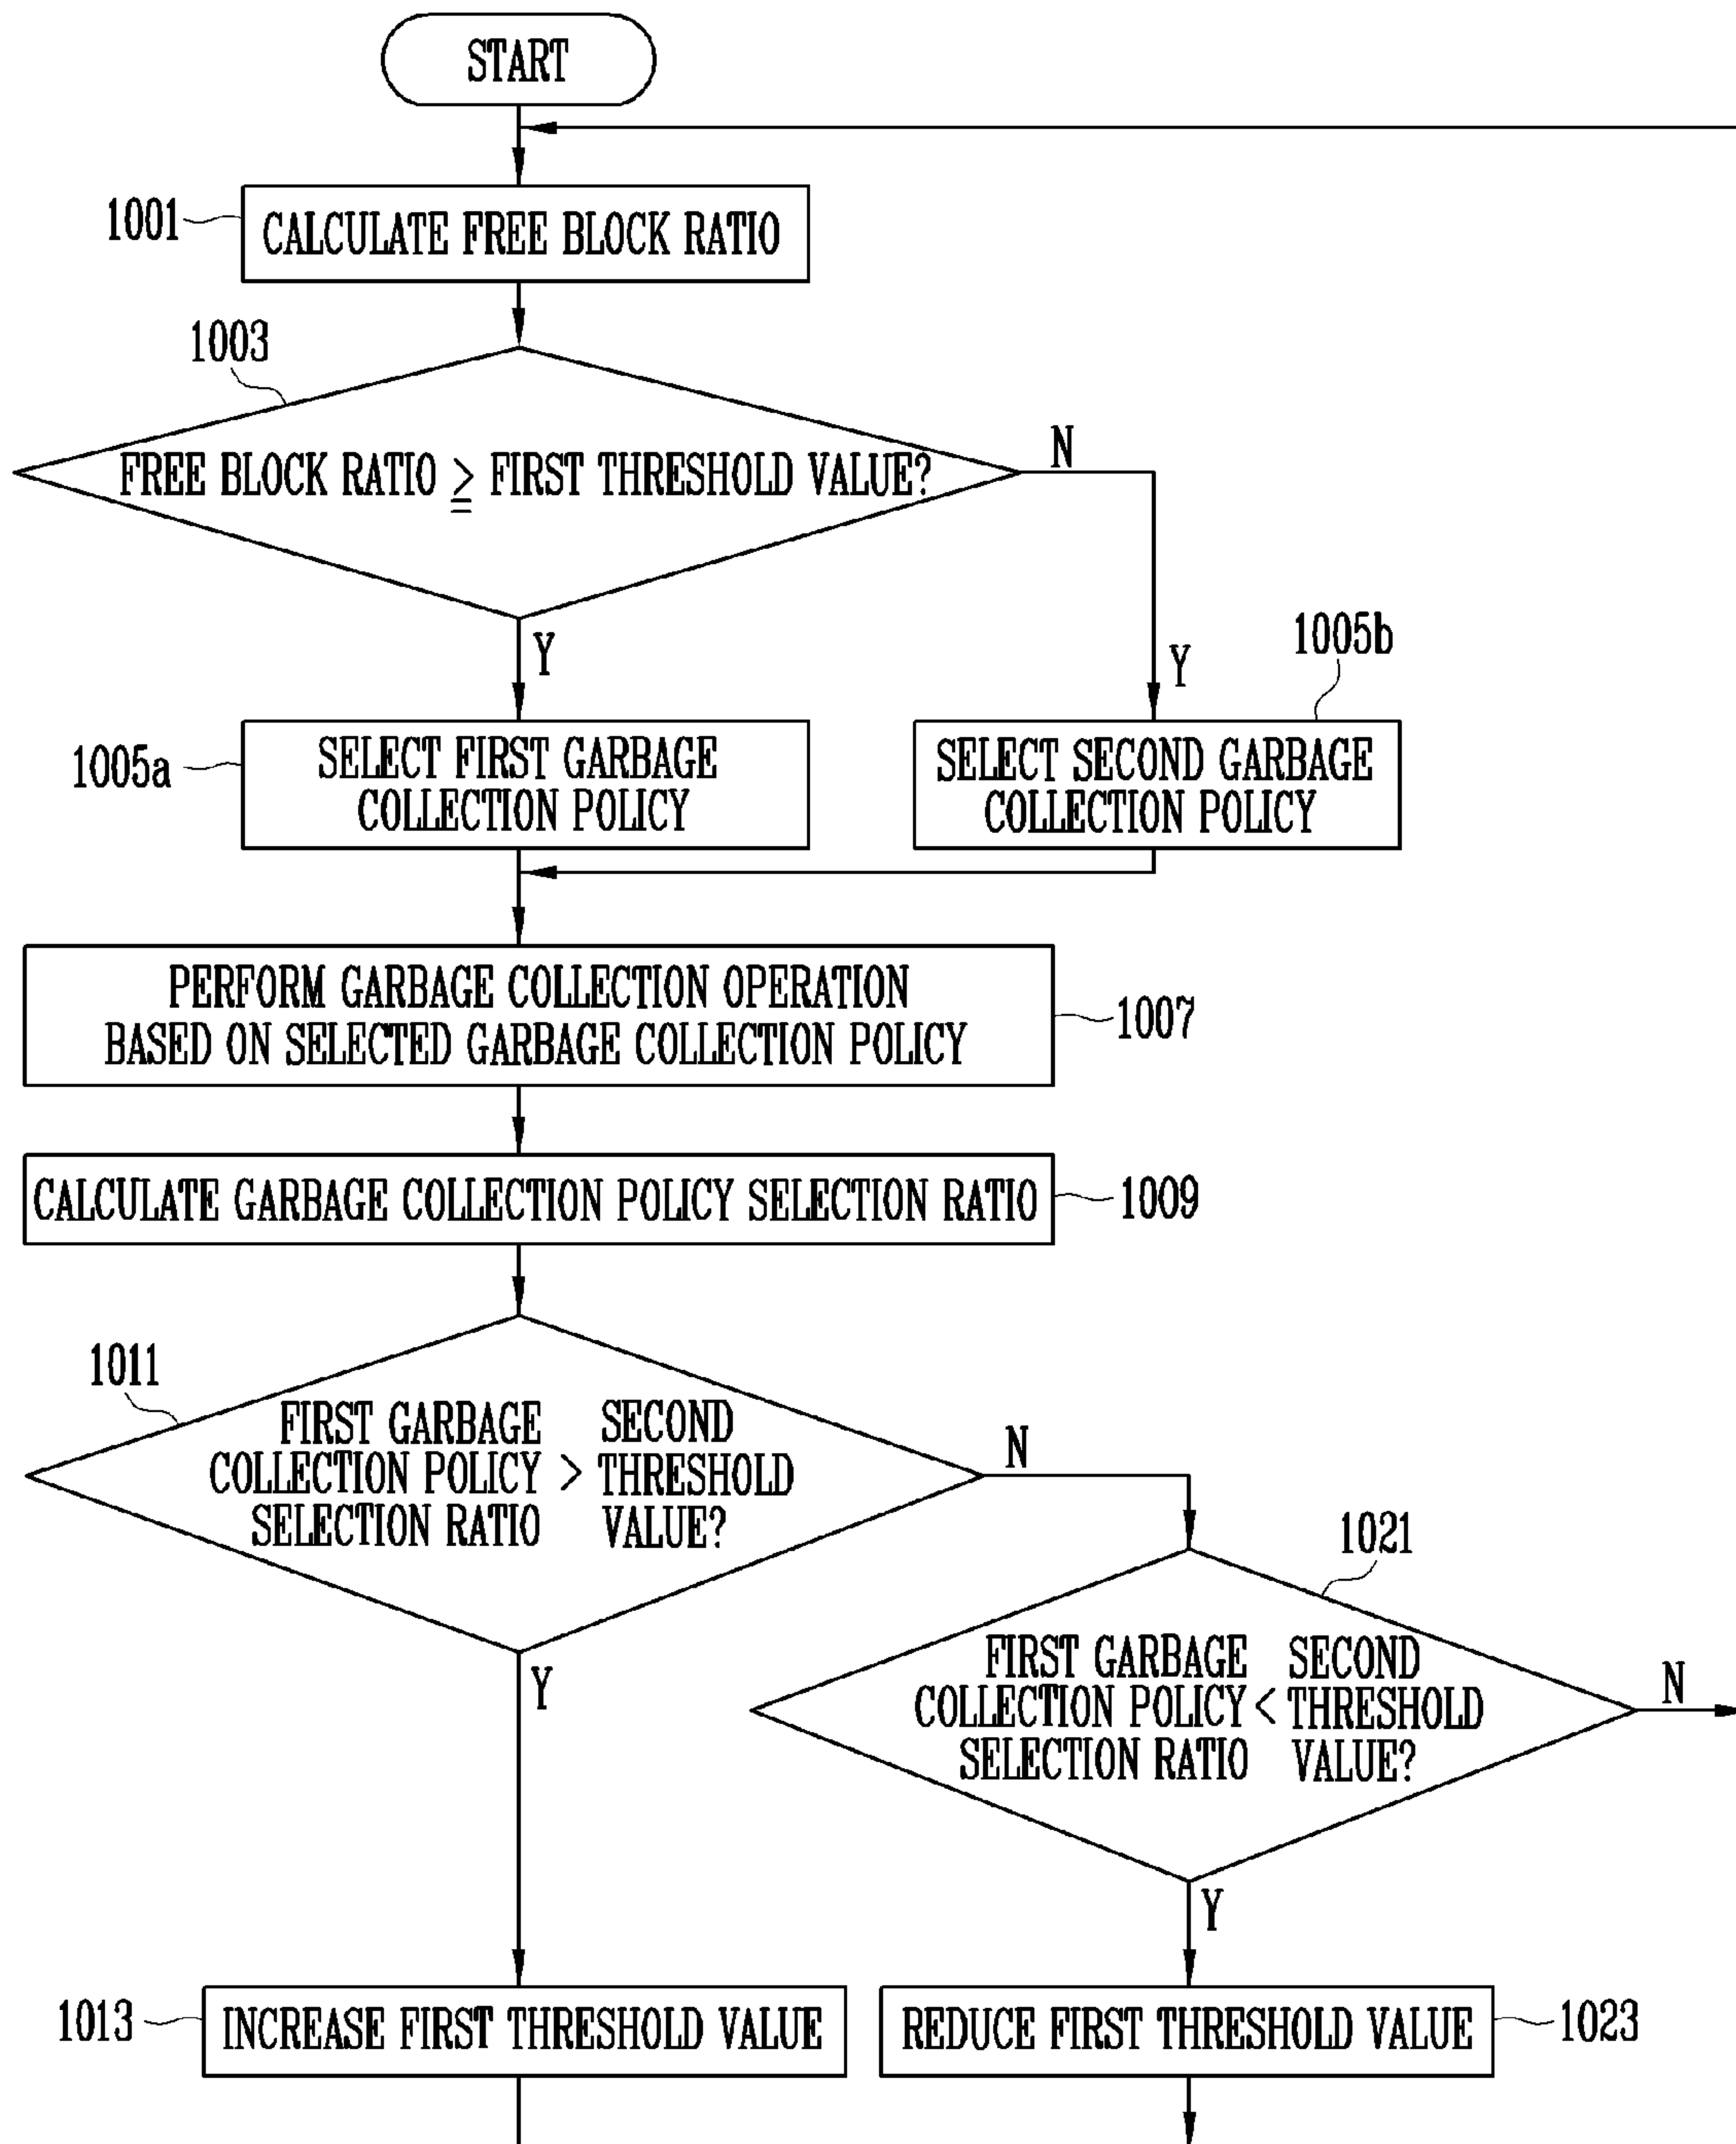 START
1001
CALCULATE FREE BLOCK RATIO
1003
FREE BLOCK RATIO ≧ FIRST THRESHOLD VALUE?
N
Y
Y
1005b
1005a
SELECT FIRST GARBAGE
COLLECTION POLICY
SELECT SECOND GARBAGE
COLLECTION POLICY
PERFORM GARBAGE COLLECTION OPERATION
BASED ON SELECTED GARBAGE COLLECTION POLICY
1007
CALCULATE GARBAGE COLLECTION POLICY SELECTION RATIO
1009
1011
FIRST GARBAGE SECOND
COLLECTION POLICY > THRESHOLD
SELECTION RATIO VALUE?
N
Y
1021
FIRST GARBAGE SECOND
COLLECTION POLICY < THRESHOLD
SELECTION RATIO VALUE?
N
Y
1013
INCREASE FIRST THRESHOLD VALUE
REDUCE FIRST THRESHOLD VALUE
1023